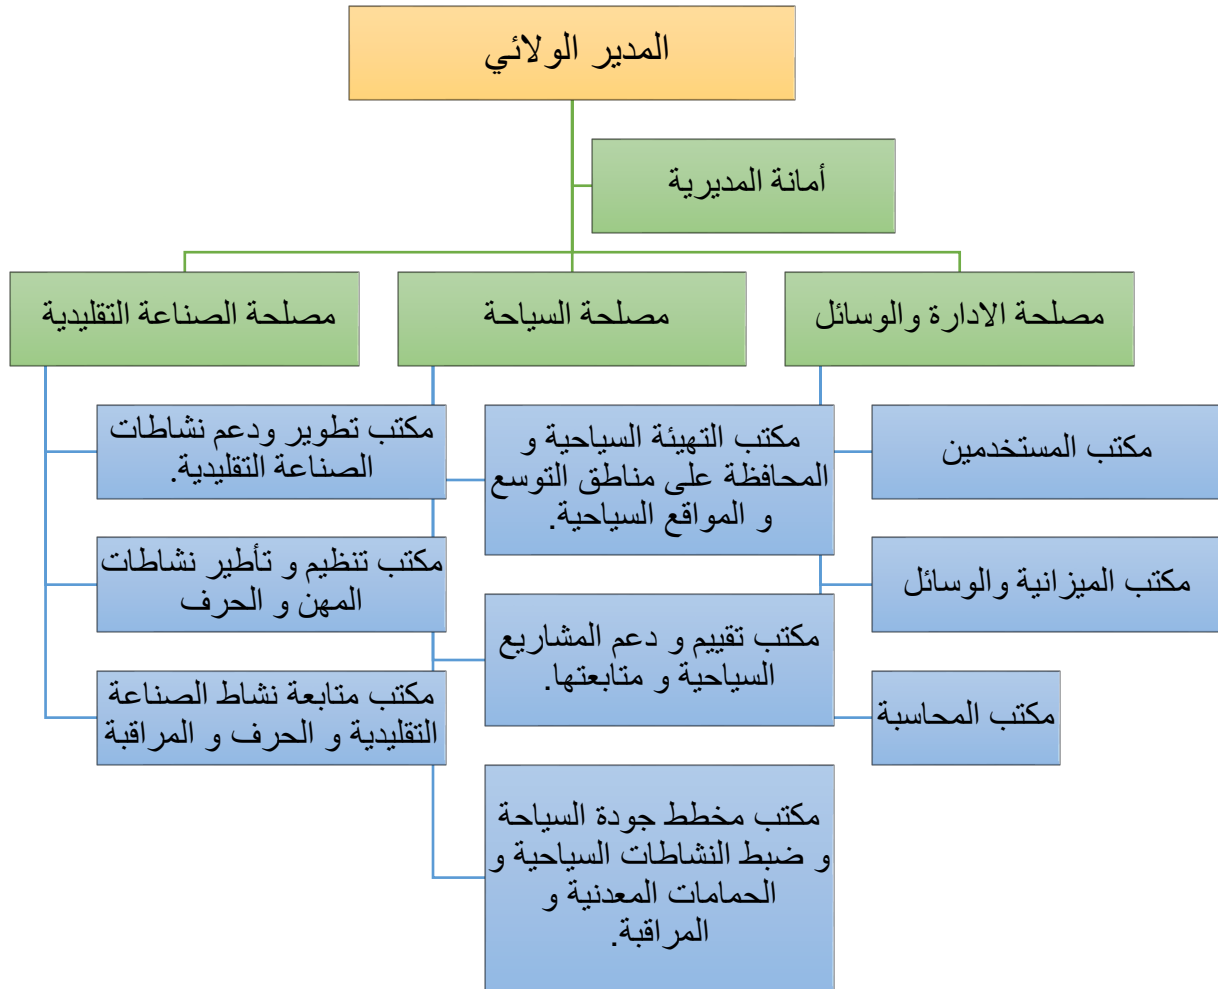 المدير الولائي
أمانة المديرية
مصلحة الادارة والوسائل
مصلحة السياحة
مصلحة الصناعة التقليدية
مكتب المستخدمين
مكتب الميزانية والوسائل
مكتب المحاسبة
مكتب التهيئة السياحية و
المحافظة على مناطق التوسع
و المواقع السياحية.
مكتب تقييم و دعم المشاريع
السياحية و متابعتها.
مكتب مخطط جودة السياحة
و ضبط النشاطات السياحية و
الحمامات المعدنية و
المراقبة.
مكتب تطوير ودعم نشاطات
الصناعة التقليدية.
مكتب تنظيم و تأطير نشاطات
المهن و الحرف
مكتب متابعة نشاط الصناعة
التقليدية و الحرف و المراقبة